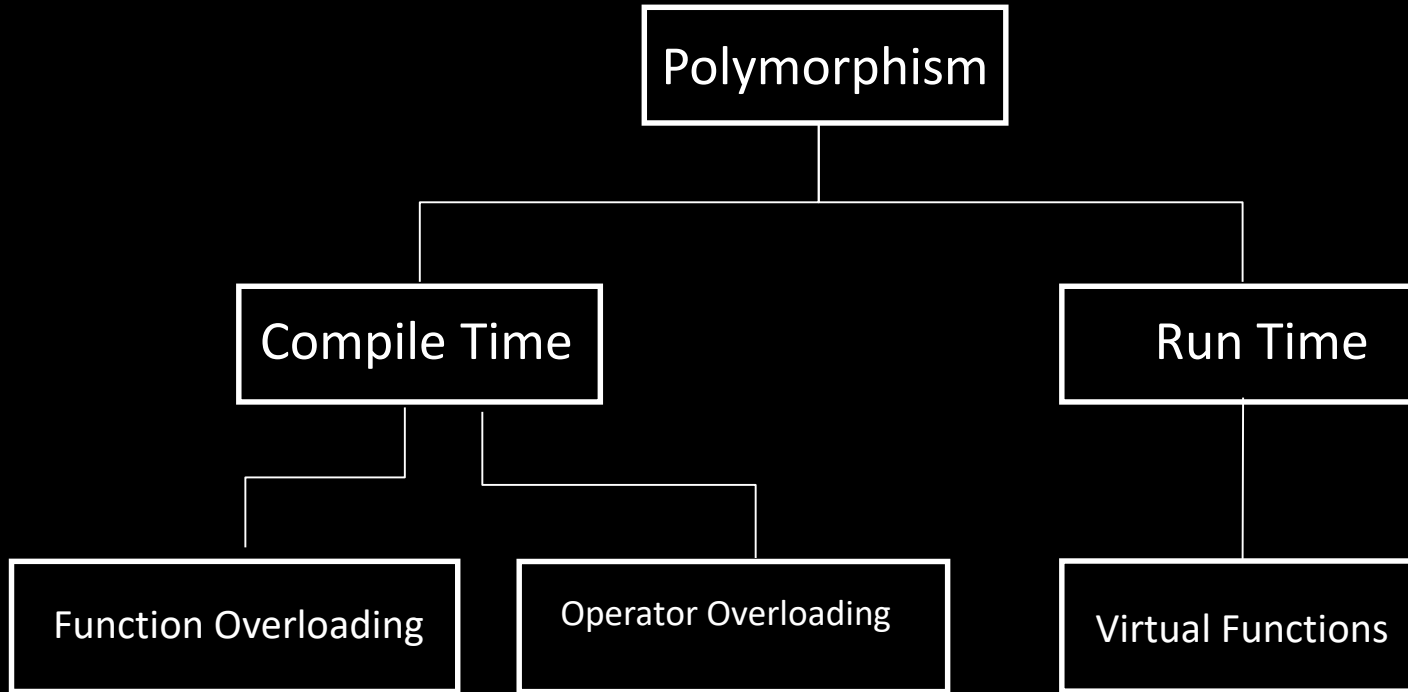 Polymorphism
Compile Time
Run Time
Function Overloading
Operator Overloading
Virtual Functions